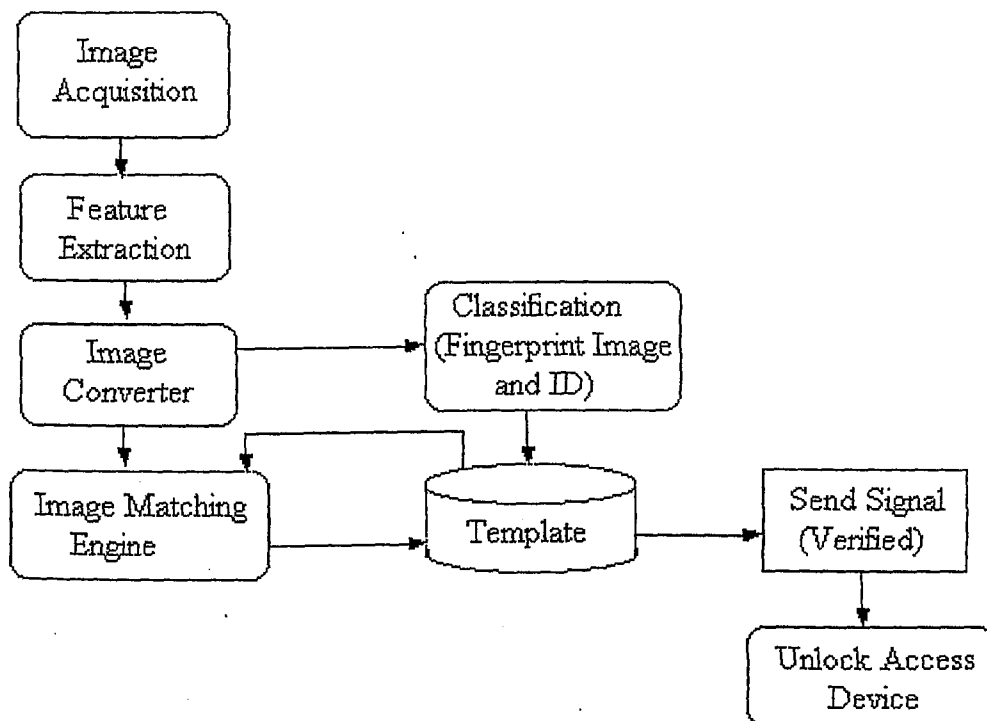 Image
Acquisition
Feature
Extraction
Image
Converter
Classification
(Fingerprint Image
and ID)
Image Matching
Engine
Template
Send Signal
(Verified)
Unlock Access
Device